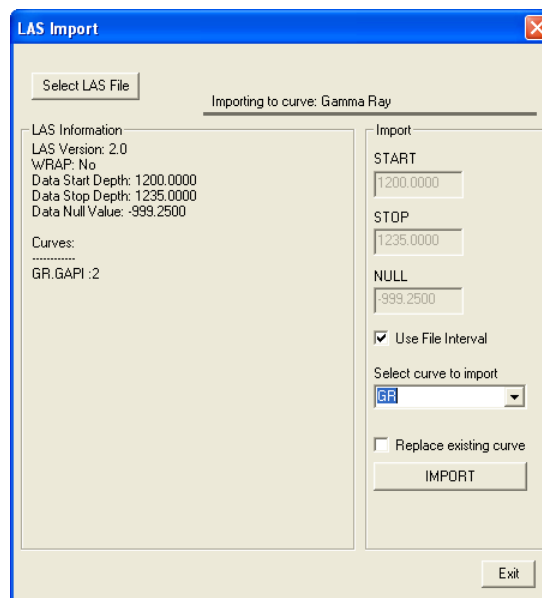 LAS Import
Select LAS File
Importing to curve: Gamma Ray
LAS Information
LAS Version: 2.0
WRAP: No
Data Start Depth: 1200.0000
Data Stop Depth: 1235.0000
Data Null Value: -999.2500
Curves:
------------
GR.GAPI :2
Import
START
1200.0000
STOP
1235.0000
NULL
-999.2500
Use File Interval
Select curve to import
GR
Replace existing curve
IMPORT
Exit